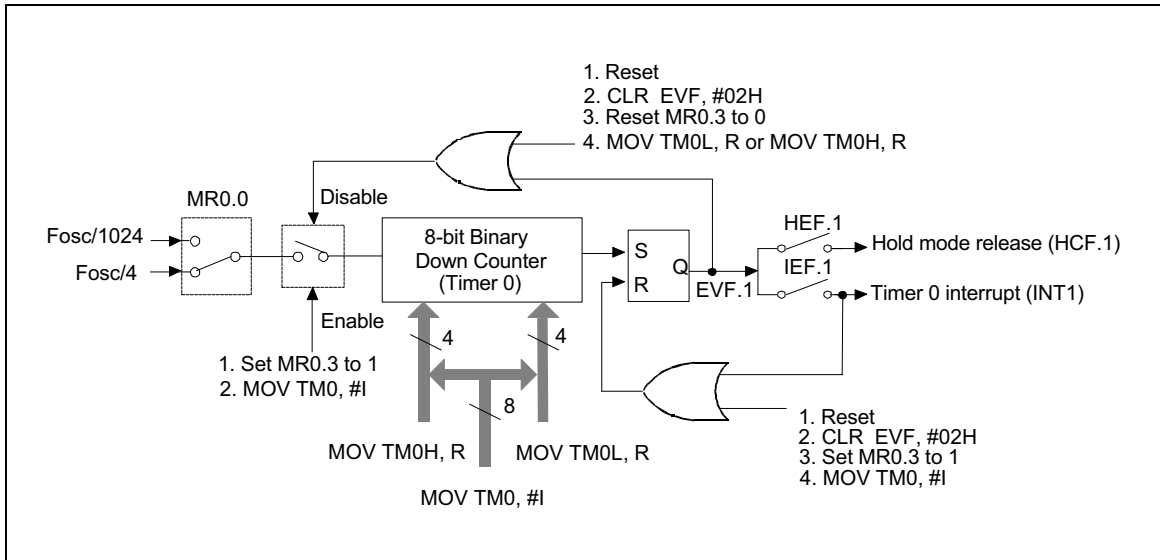 1. Reset
2. CLR EVF, #02H
3. Reset MR0.3 to 0
4. MOV TM0L, R or MOV TM0H, R
MR0.0
Disable
Fosc/1024
Fosc/4
8-bit Binary
Down Counter
(Timer 0)
S
R
Q
EVF.1
HEF.1
IEF.1
Hold mode release (HCF.1)
Timer 0 interrupt (INT1)
Enable
1. Set MR0.3 to 1
2. MOV TM0, #I
4
4
8
MOV TM0H, R
MOV TM0L, R
MOV TM0, #I
1. Reset
2. CLR EVF, #02H
3. Set MR0.3 to 1
4. MOV TM0, #I